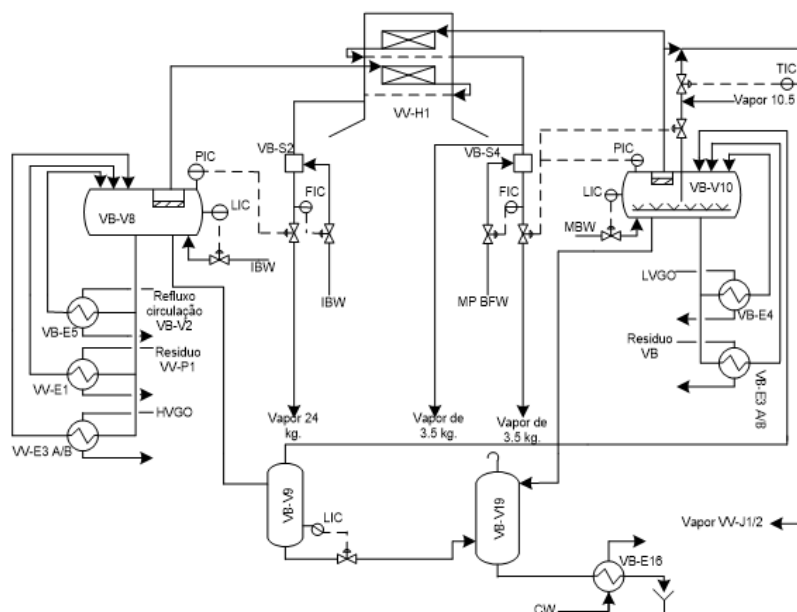 TIC
Vapor 10.5
VV-H1
VB-S2
VB-S4
PIC
PIC
VB-V10
LIC
FIC
FIC
LIC
VB-V8
MBW
IBW
IBW
MP BFW
LVGO
Refluxo
circulação
VB-V2
VB-E5
VB-E4
Residuo
VV-P1
Residuo
VB
VV-E1
VB-E3 A/B
HVGO
VV-E3 A/B
Vapor 24
kg.
Vapor de
3.5 kg.
Vapor de
3.5 kg.
VB-V9
LIC
VB-V19
Vapor VV-J1/2
VB-E16
CW